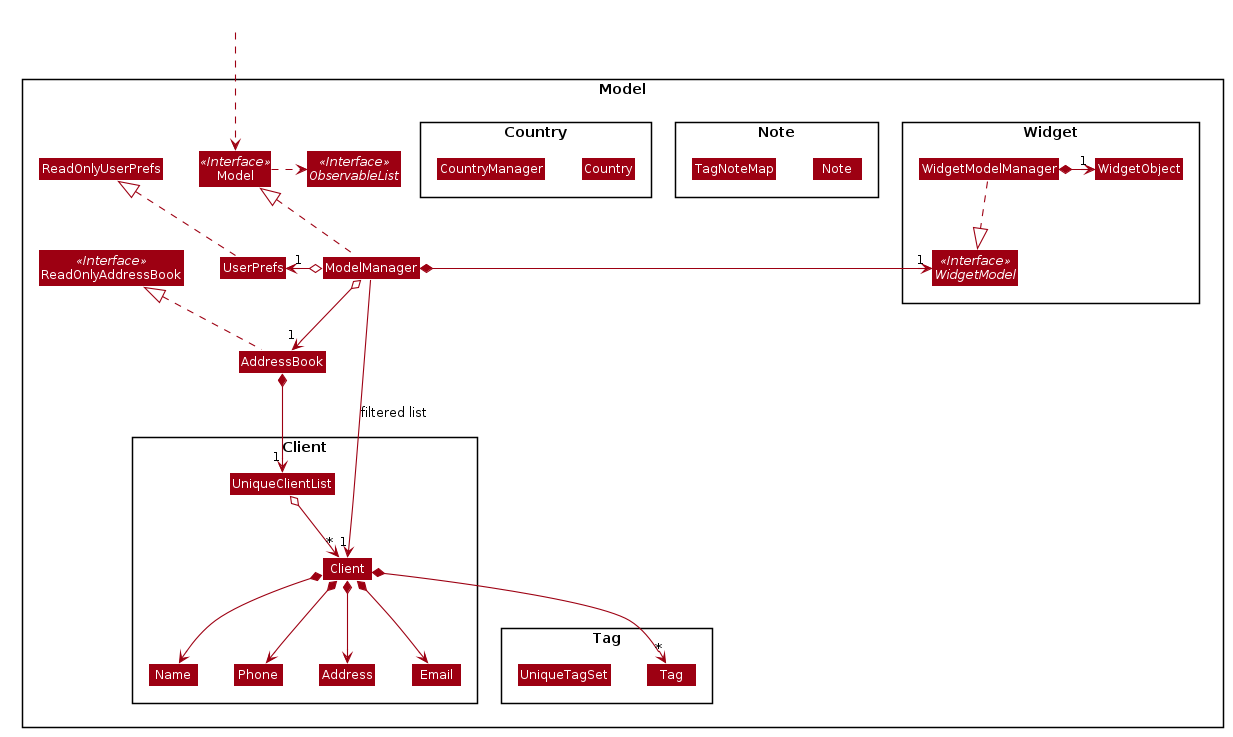 Model
Country
Note
Widget
ReadOnlyUserPrefs
«Interface»
Model
«Interface»
ObservableList
CountryManager
Country
TagNoteMap
Note
WidgetModelManager
1
WidgetObject
«Interface»
ReadOnlyAddressBook
UserPrefs
1
ModelManager
1
«Interface»
WidgetModel
1
AddressBook
filtered list
Client
1
UniqueClientList
*
1
Client
Tag
*
Name
Phone
Address
Email
UniqueTagSet
Tag